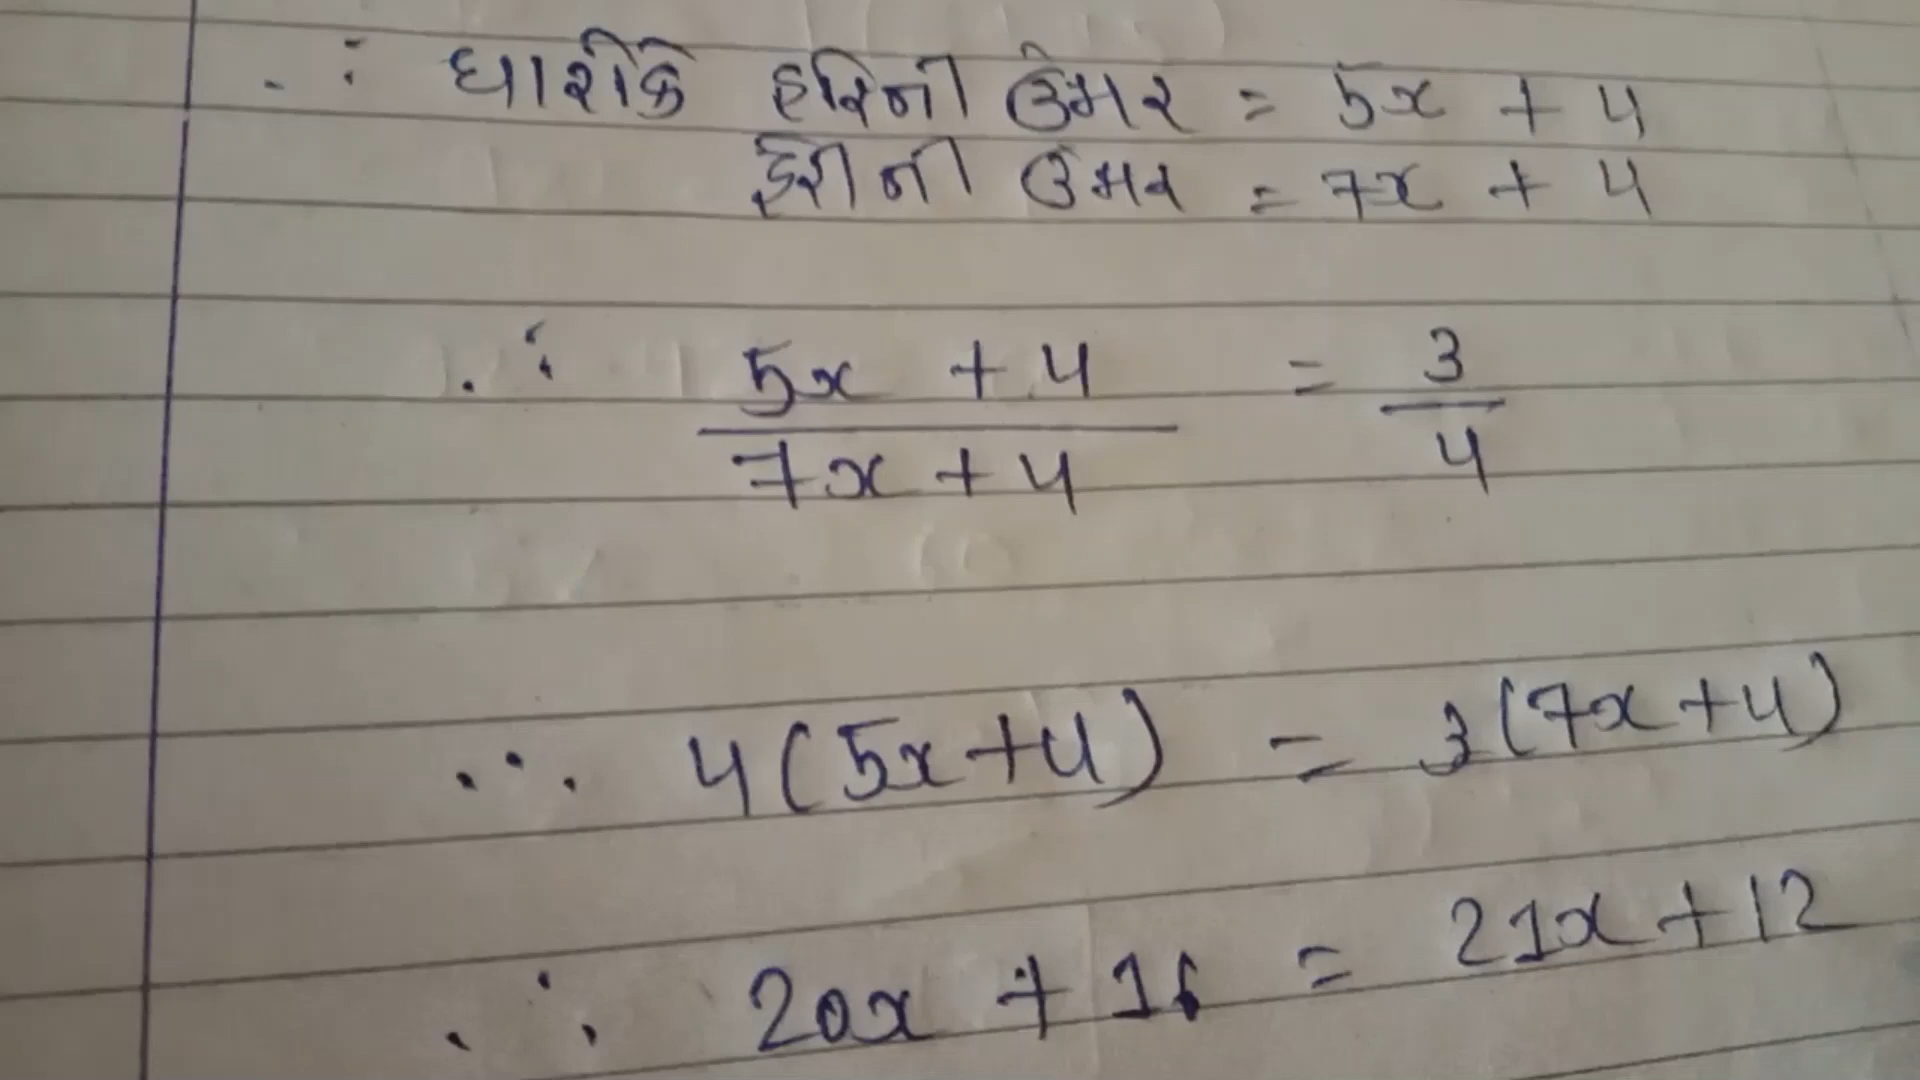 ∴ ધારોકે હરિની ઉંમર = 5x + 4
હેરીની ઉંમર = 7x + 4
∴ 5x + 4 / 7x + 4 = 3 / 4
∴ 4(5x+4) = 3(7x+4)
∴ 20x + 16 = 21x + 12